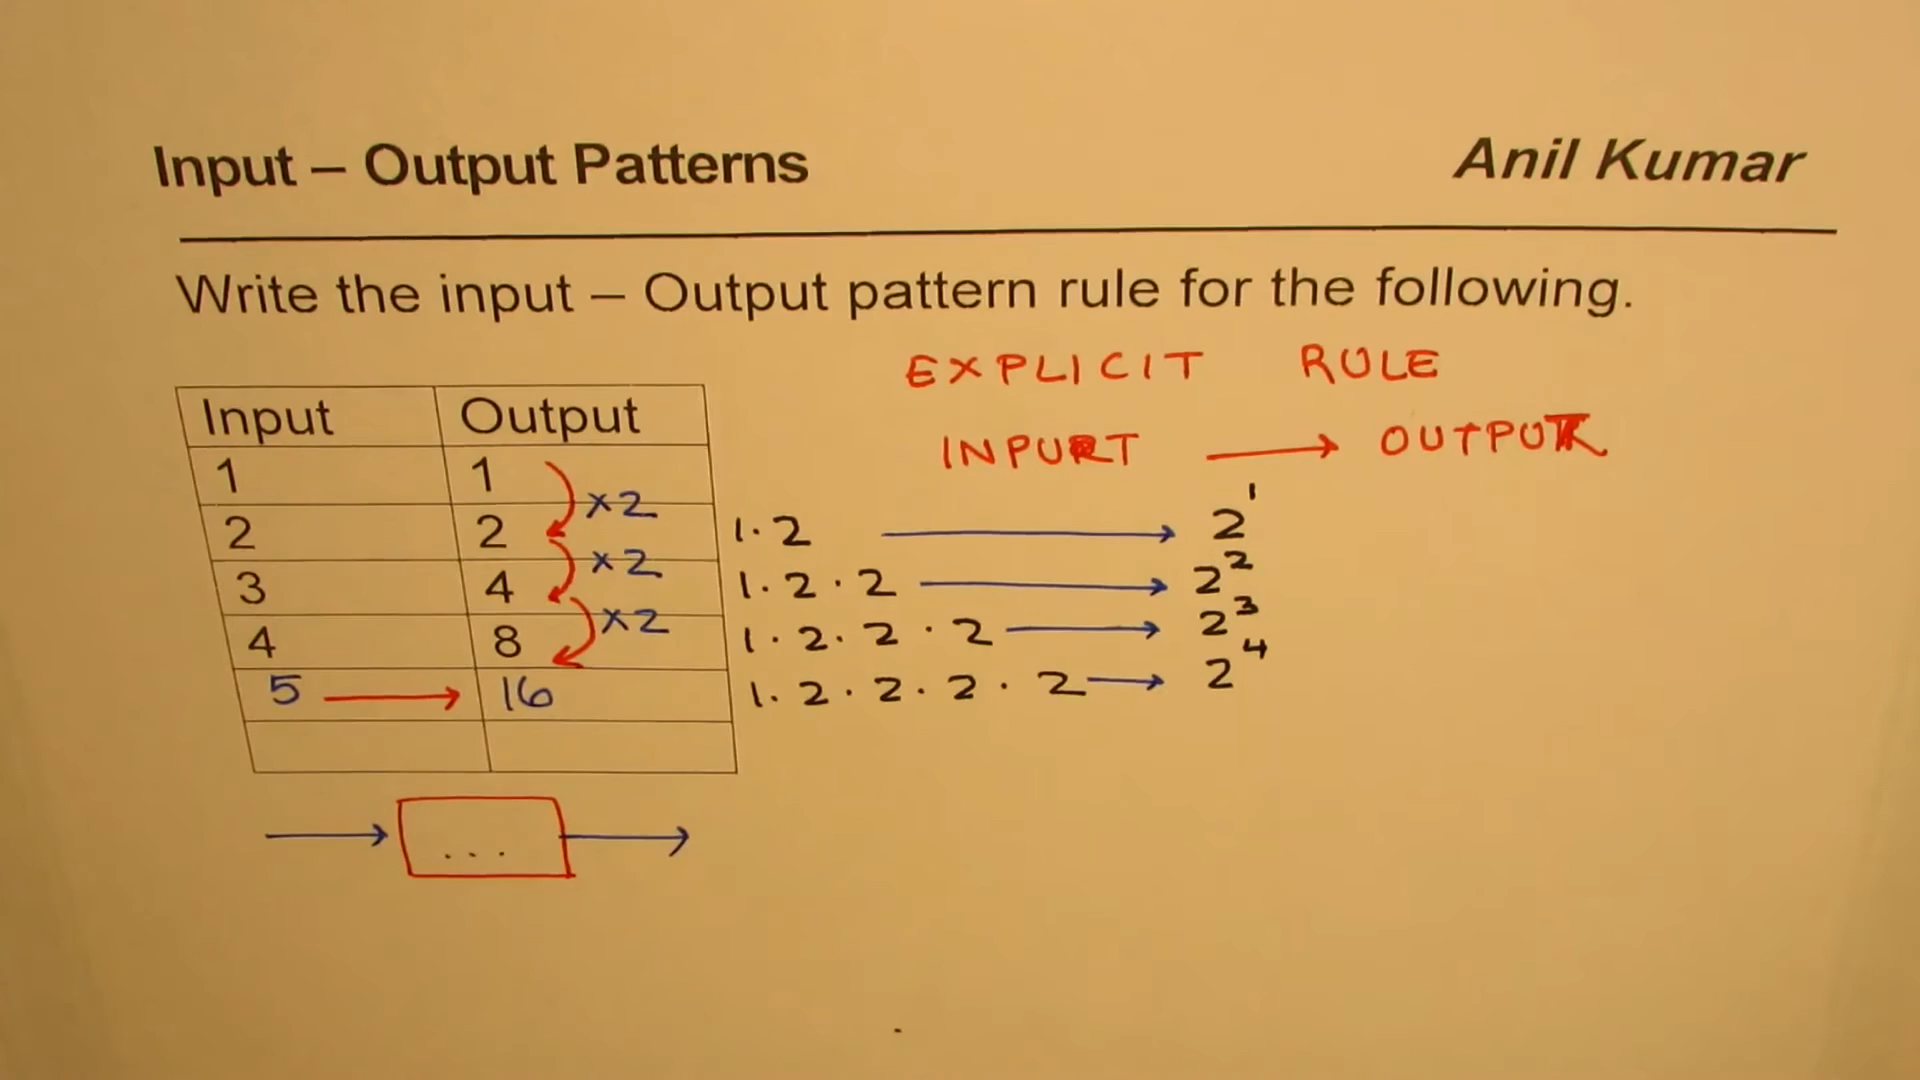 Input – Output Patterns Anil Kumar
Write the input – Output pattern rule for the following.
EXPLICIT RULE
Input Output
INPUT → OUTPUT
1 1
×2
2 2 1·2 → 2¹
×2
3 4 1·2·2 → 2²
×2
4 8 1·2·2·2 → 2³
5 → 16 1·2·2·2·2 → 2⁴
→ ... →